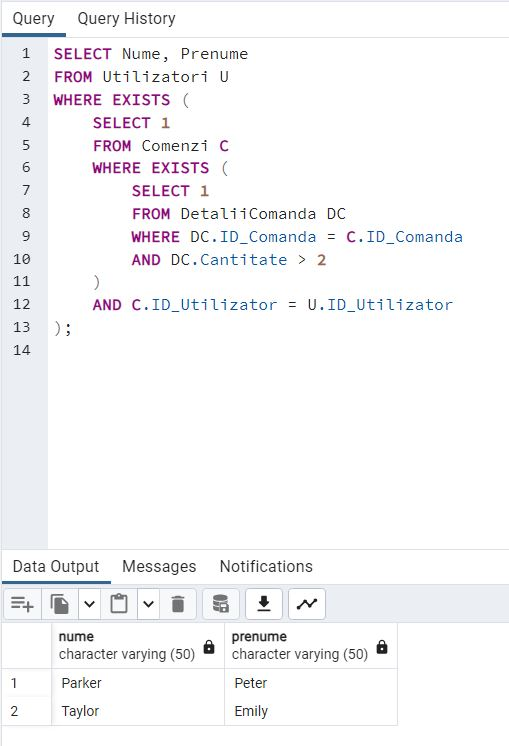 Query Query History
1 SELECT Nume, Prenume
2 FROM Utilizatori U
3 WHERE EXISTS (
4 SELECT 1
5 FROM Comenzi C
6 WHERE EXISTS (
7 SELECT 1
8 FROM DetaliiComanda DC
9 WHERE DC.ID_Comanda = C.ID_Comanda
10 AND DC.Cantitate > 2
11 )
12 AND C.ID_Utilizator = U.ID_Utilizator
13 );
14
Data Output Messages Notifications
nume prenume
character varying (50) character varying (50)
1 Parker Peter
2 Taylor Emily